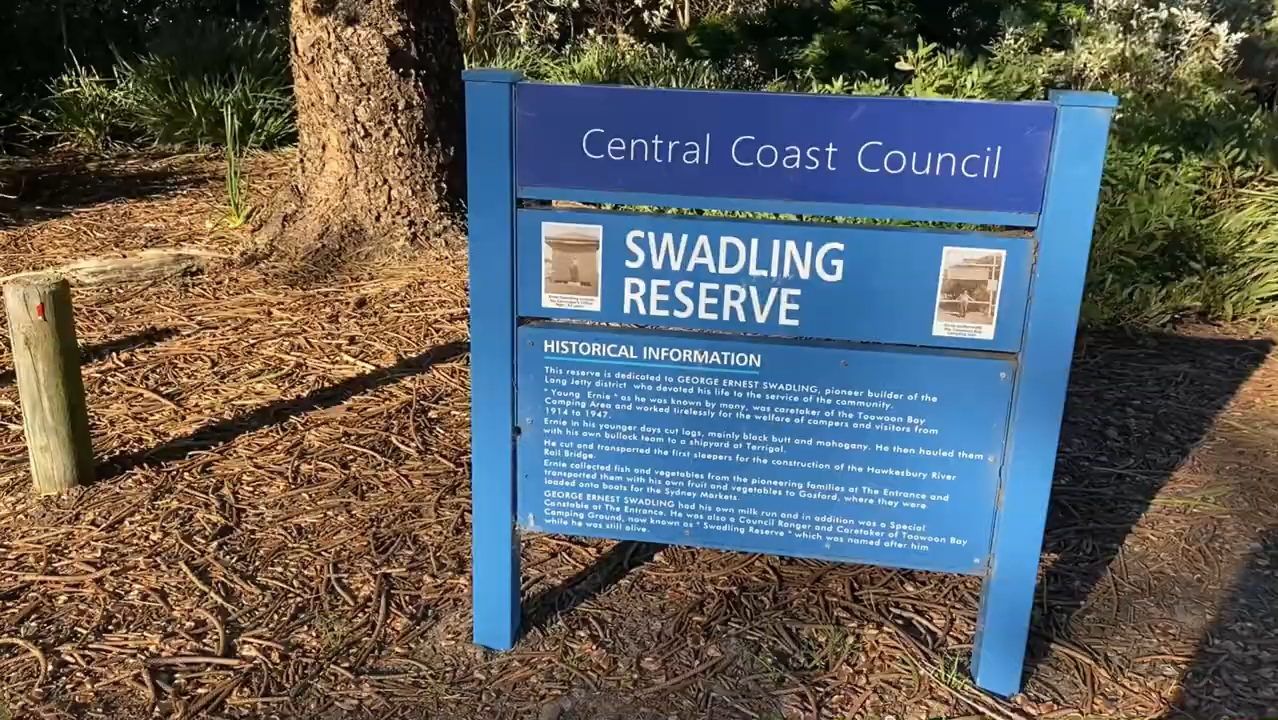 Central Coast Council
SWADLING
RESERVE
HISTORICAL INFORMATION
This reserve is dedicated to GEORGE ERNEST SWADLING, pioneer builder of the
Long Jetty district who devoted his life to the service of the community.
" Young Ernie " as he was known by many, was caretaker of the Toowoon Bay
Camping Area and worked tirelessly for the welfare of campers and visitors from
1914 to 1947.
Ernie in his younger days cut logs, mainly black butt and mahogany. He then hauled them
with his own bullock team to a shipyard at Terrigal.
He cut and transported the first sleepers for the construction of the Hawkesbury River
Rail Bridge.
Ernie collected fish and vegetables from the pioneering families at The Entrance and
transported them with his own fruit and vegetables to Gosford, where they were
loaded onto boats for the Sydney Markets.
GEORGE ERNEST SWADLING had his own milk run and in addition was a Special
Constable at The Entrance. He was also a Council Ranger and Caretaker of Toowoon Bay
Camping Ground, now known as " Swadling Reserve " which was named after him
while he was still alive.